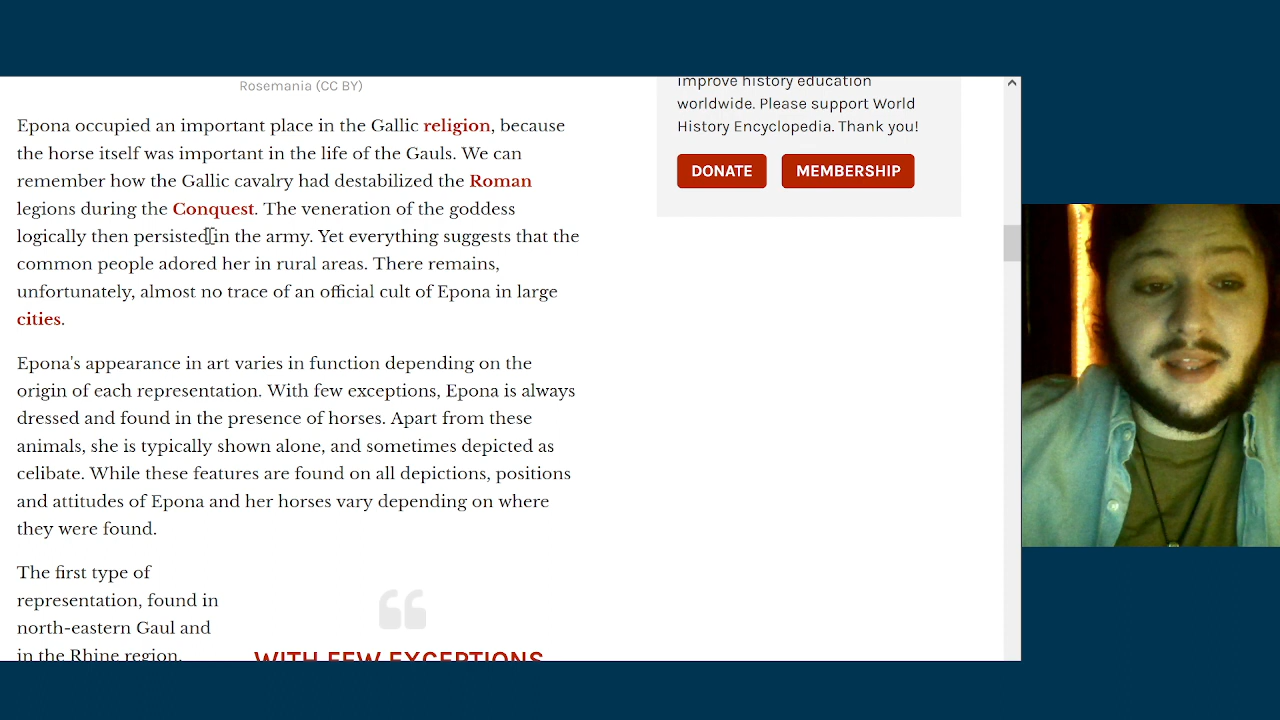 Rosemania (CC BY)
Epona occupied an important place in the Gallic religion, because
the horse itself was important in the life of the Gauls. We can
remember how the Gallic cavalry had destabilized the Roman
legions during the Conquest. The veneration of the goddess
logically then persisted in the army. Yet everything suggests that the
common people adored her in rural areas. There remains,
unfortunately, almost no trace of an official cult of Epona in large
cities.
Epona's appearance in art varies in function depending on the
origin of each representation. With few exceptions, Epona is always
dressed and found in the presence of horses. Apart from these
animals, she is typically shown alone, and sometimes depicted as
celibate. While these features are found on all depictions, positions
and attitudes of Epona and her horses vary depending on where
they were found.
The first type of
representation, found in
north-eastern Gaul and
in the Rhine region,
WITH FEW EXCEPTIONS
improve history education
worldwide. Please support World
History Encyclopedia. Thank you!
DONATE
MEMBERSHIP